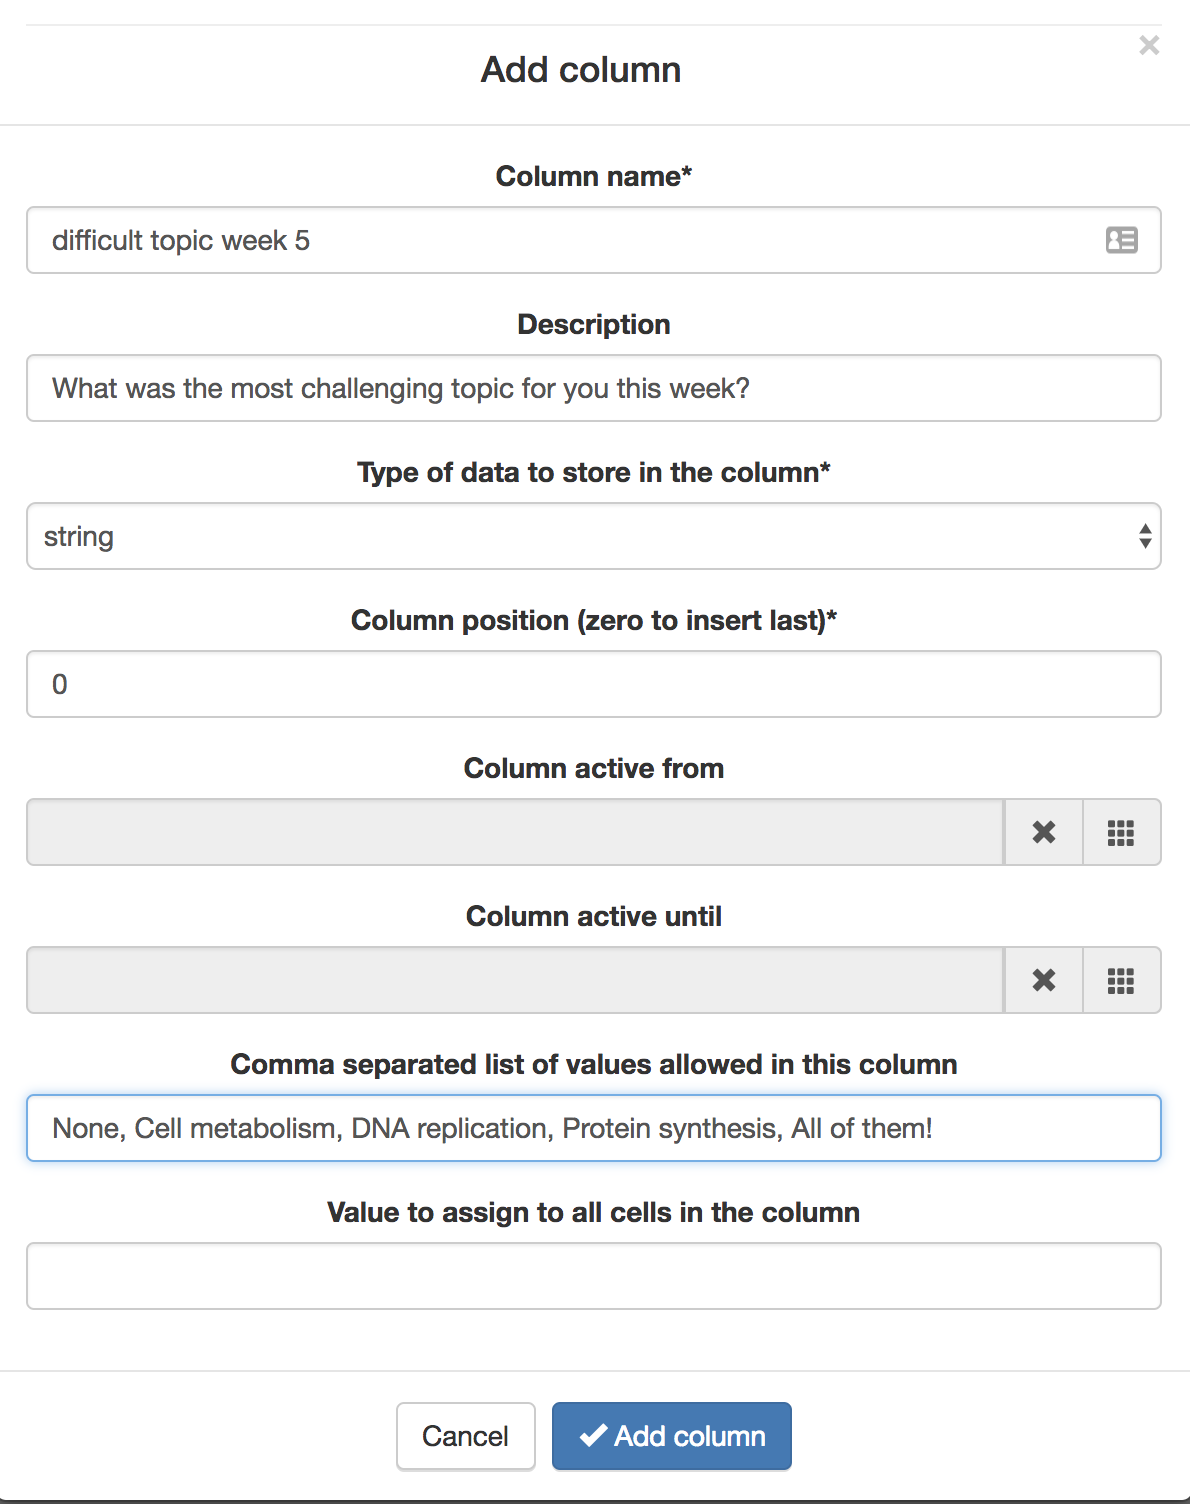 Add column
Column name*
difficult topic week 5
Description
What was the most challenging topic for you this week?
Type of data to store in the column*
string
Column position (zero to insert last)*
0
Column active from
Column active until
Comma separated list of values allowed in this column
None, Cell metabolism, DNA replication, Protein synthesis, All of them!
Value to assign to all cells in the column
Cancel
Add column